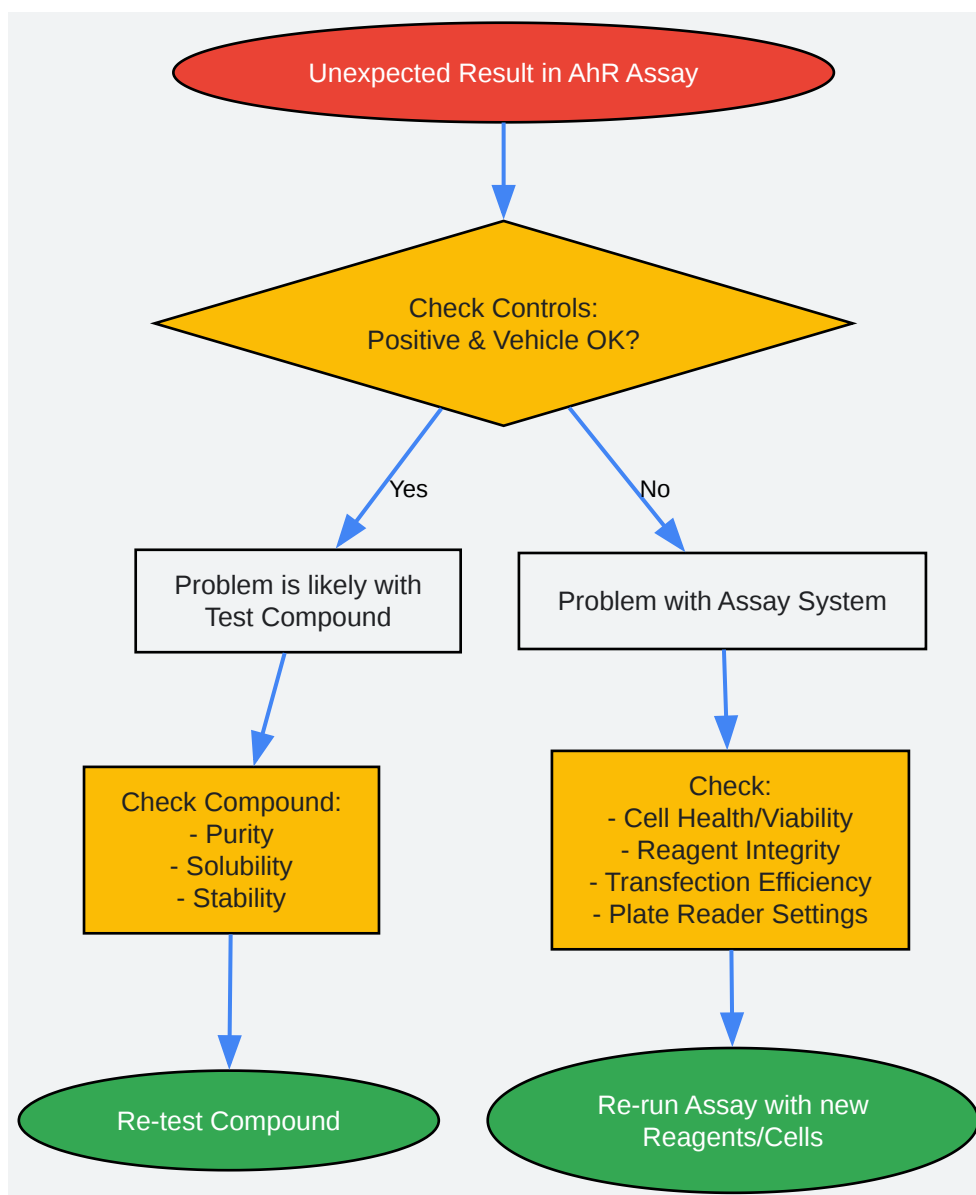 Unexpected Result in AhR Assay
Check Controls:
Positive & Vehicle OK?
Yes
No
Problem is likely with
Test Compound
Problem with Assay System
Check Compound:
- Purity
- Solubility
- Stability
Check:
- Cell Health/Viability
- Reagent Integrity
- Transfection Efficiency
- Plate Reader Settings
Re-test Compound
Re-run Assay with new
Reagents/Cells